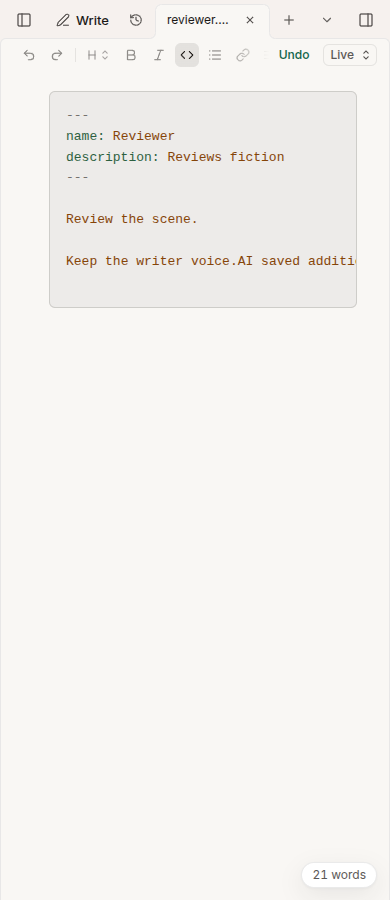 Write
reviewer....
H
B
I
Undo
Live
---
name: Reviewer
description: Reviews fiction
---
Review the scene.
Keep the writer voice.AI saved
21 words